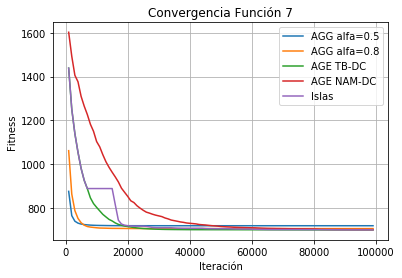 Convergencia Función 7
AGG alfa=0.5
AGG alfa=0.8
AGE TB-DC
AGE NAM-DC
Islas
Fitness
1600
1400
1200
1000
800
0 20000 40000 60000 80000 100000
Iteración